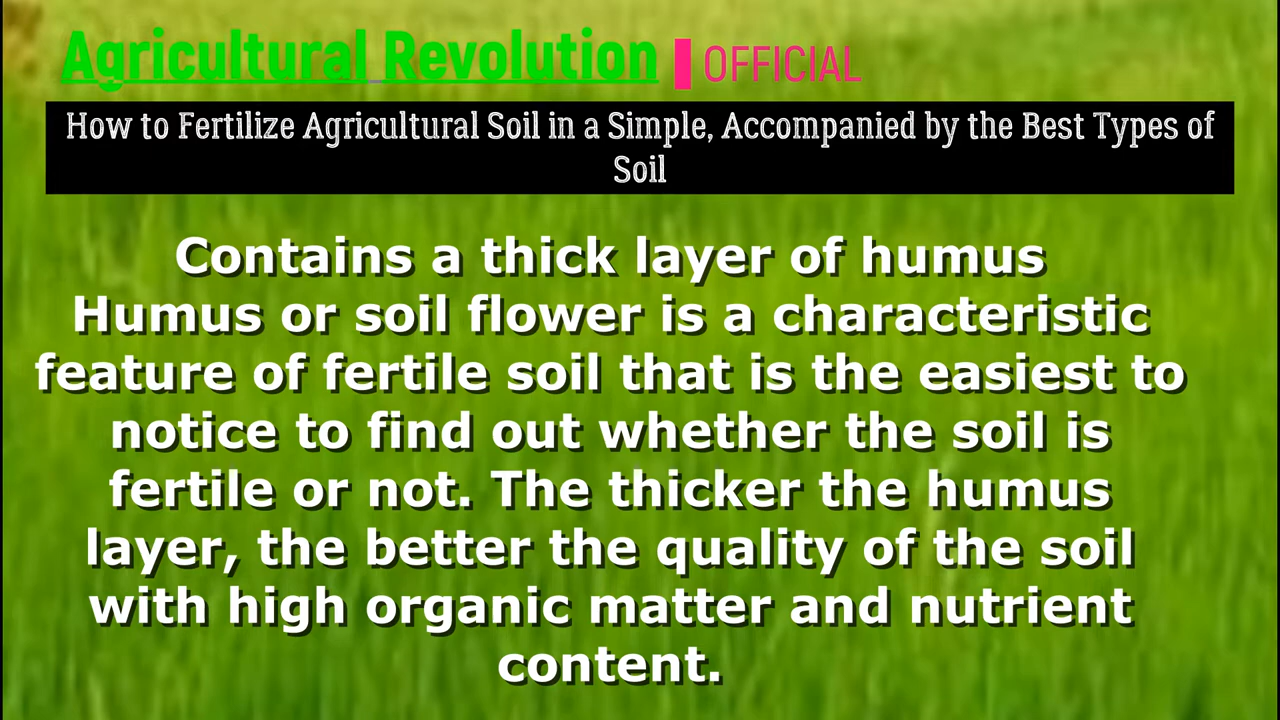 Agricultural Revolution OFFICIAL
How to Fertilize Agricultural Soil in a Simple, Accompanied by the Best Types of
Soil
Contains a thick layer of humus
Humus or soil flower is a characteristic
feature of fertile soil that is the easiest to
notice to find out whether the soil is
fertile or not. The thicker the humus
layer, the better the quality of the soil
with high organic matter and nutrient
content.